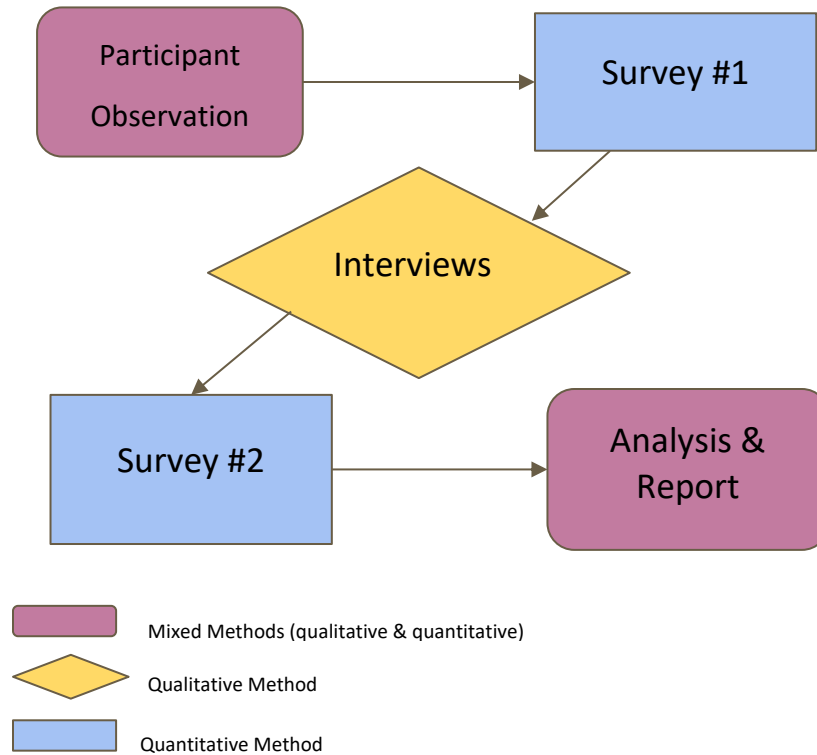 Participant
Observation
Survey #1
Interviews
Survey #2
Analysis &
Report
Mixed Methods (qualitative & quantitative)
Qualitative Method
Quantitative Method